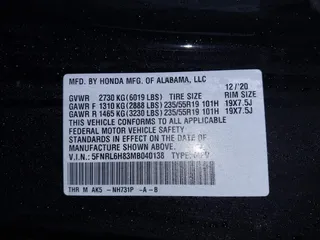 MFD. BY HONDA MFG. OF ALABAMA, LLC
12/'20
GVWR 2730 KG(6019 LBS) TIRE SIZE RIM SIZE
GAWR F 1310 KG(2888 LBS)235/55R19 101H 19X7.5J
GAWR R 1465 KG(3230 LBS)235/55R19 101H 19X7.5J
THIS VEHICLE CONFORMS TO ALL APPLICABLE
FEDERAL MOTOR VEHICLE SAFETY
STANDARDS IN EFFECT ON THE DATE OF
MANUFACTURE SHOWN ABOVE.
V.I.N.: 5FNRL6H83MB040138 TYPE:
THR M AK5 - NH731P -A-B